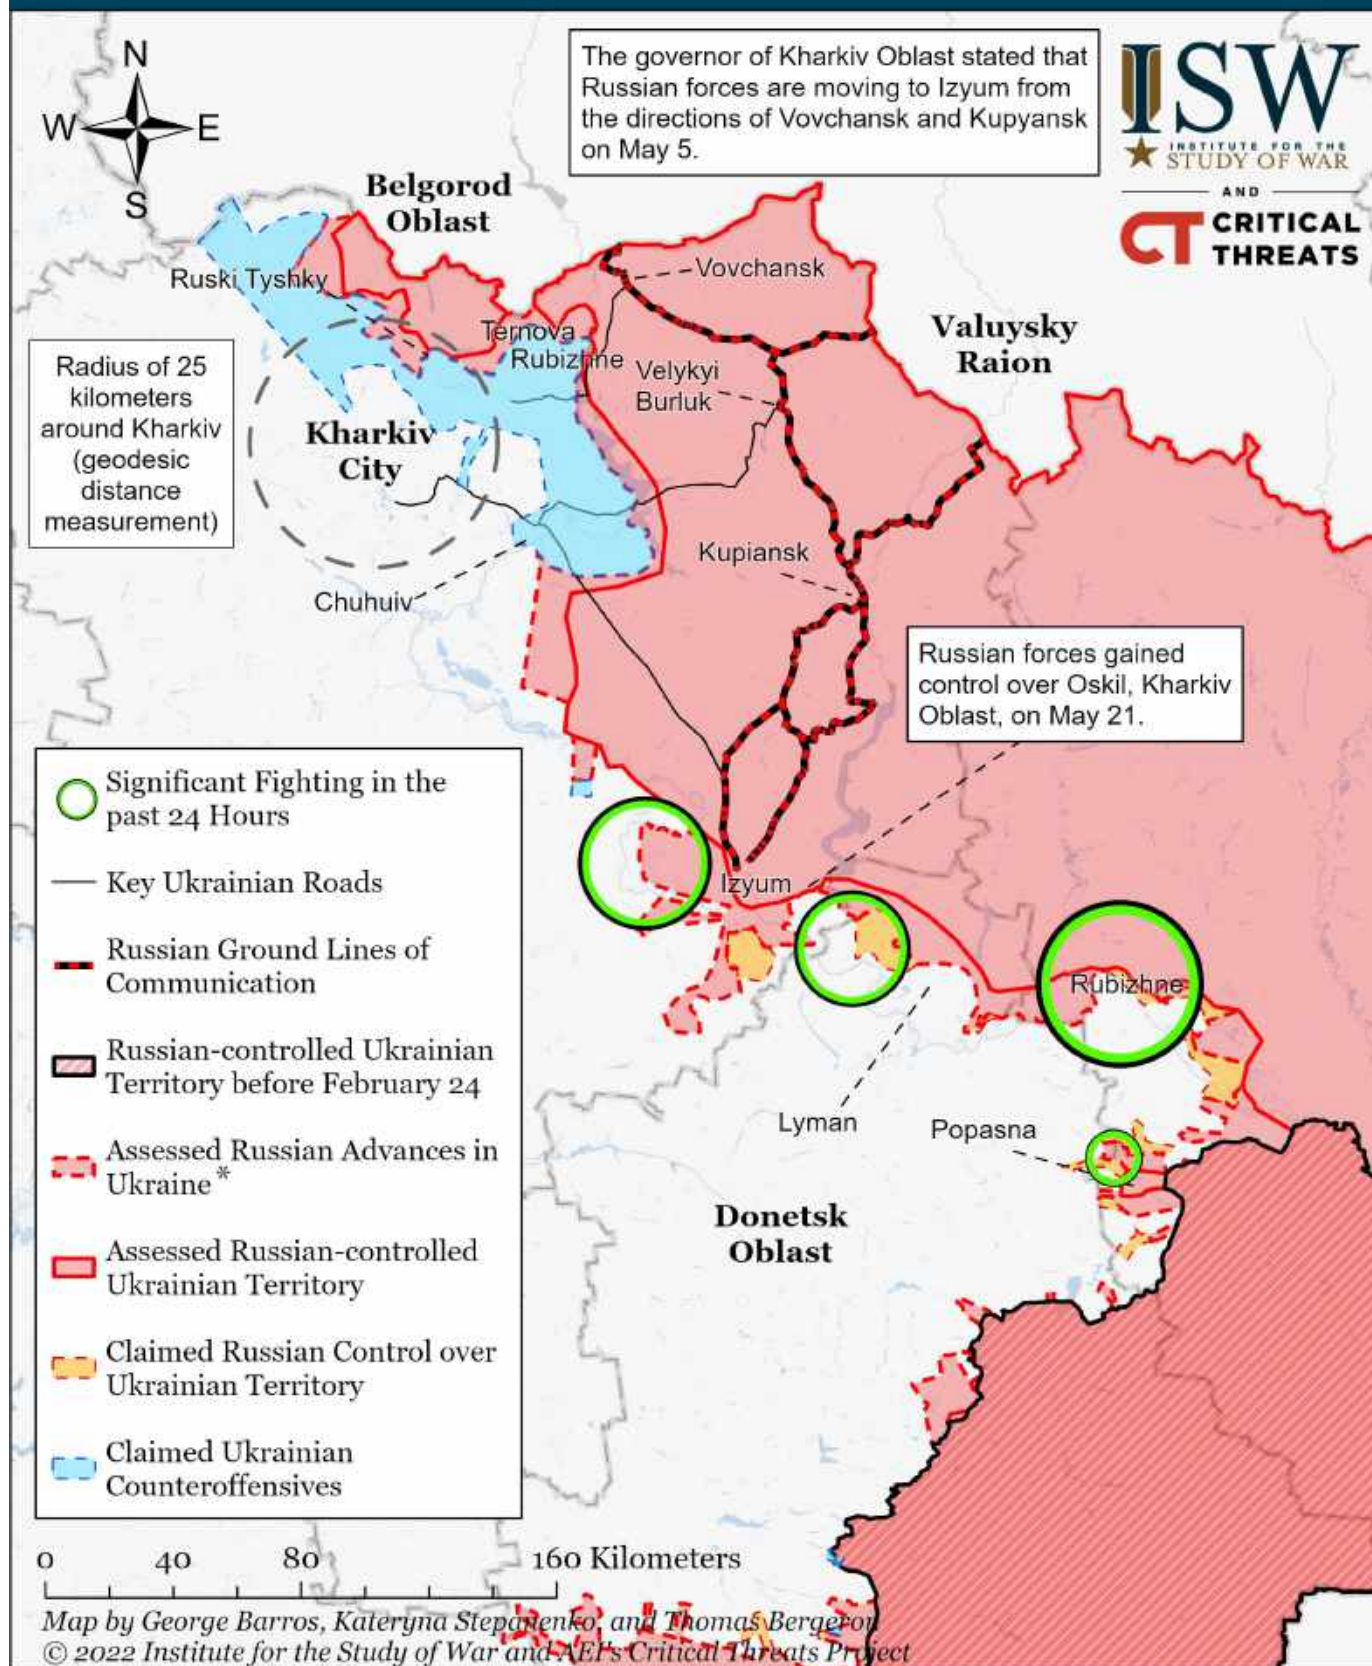 The governor of Kharkiv Oblast stated that
Russian forces are moving to Izyum from
the directions of Vovchansk and Kupyansk
on May 5.
ISW
INSTITUTE FOR THE
STUDY OF WAR
AND
CT CRITICAL
THREATS
N
W
E
S
Belgorod
Oblast
Ruski Tyshky
Vovchansk
Ternova
Rubizhne
Valuysky
Raion
Velykyi
Burluk
Radius of 25
kilometers
around Kharkiv
(geodesic
distance
measurement)
Kharkiv
City
Kupiansk
Chuhuiv
Russian forces gained
control over Oskil, Kharkiv
Oblast, on May 21.
Izyum
Rubizhne
Lyman
Popasna
Donetsk
Oblast
Significant Fighting in the
past 24 Hours
Key Ukrainian Roads
Russian Ground Lines of
Communication
Russian-controlled Ukrainian
Territory before February 24
Assessed Russian Advances in
Ukraine*
Assessed Russian-controlled
Ukrainian Territory
Claimed Russian Control over
Ukrainian Territory
Claimed Ukrainian
Counteroffensives
0 40 80 160 Kilometers
Map by George Barros, Kateryna Stepanenko, and Thomas Bergeron
© 2022 Institute for the Study of War and AEI's Critical Threats Project